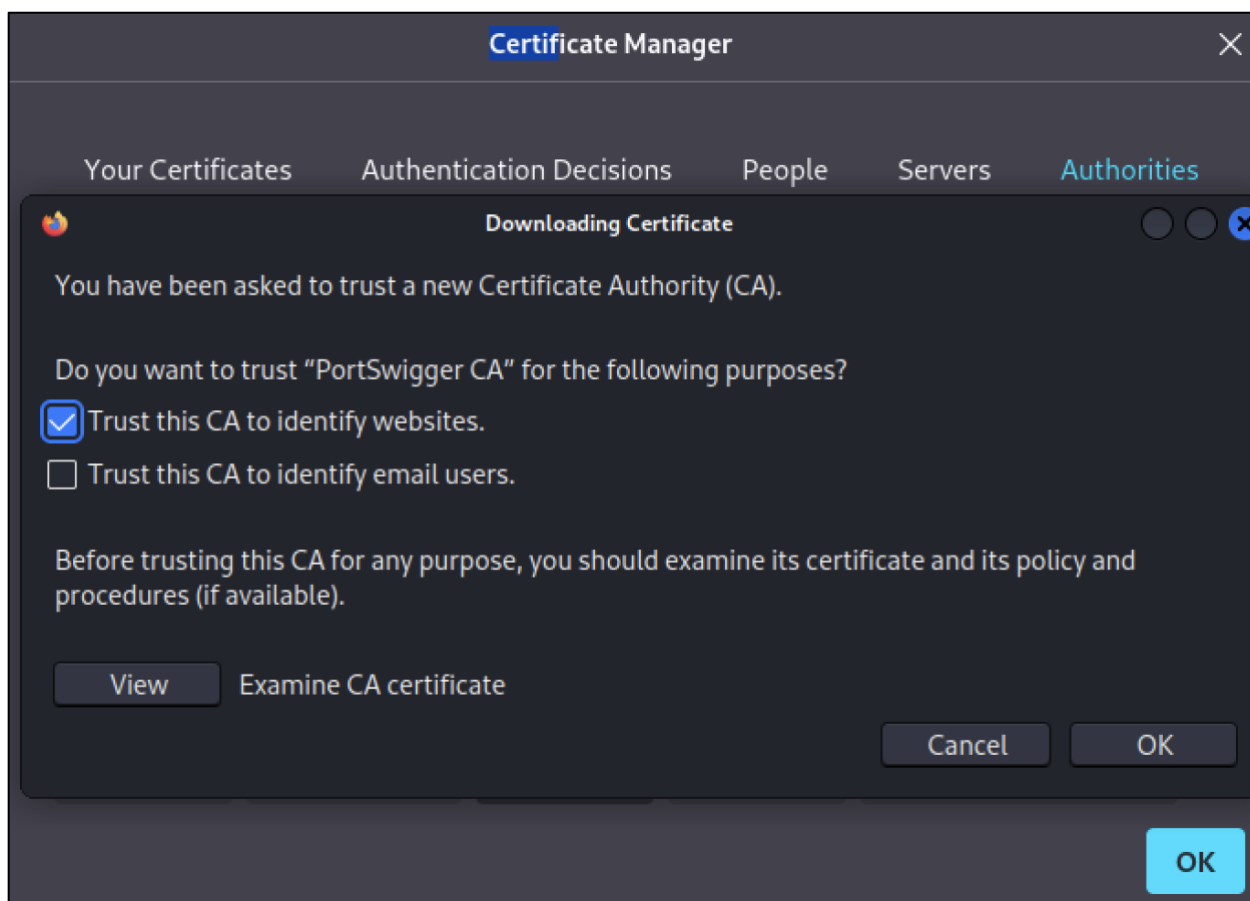 Certificate Manager
Your Certificates Authentication Decisions People Servers Authorities
Downloading Certificate
You have been asked to trust a new Certificate Authority (CA).
Do you want to trust “PortSwigger CA” for the following purposes?
Trust this CA to identify websites.
Trust this CA to identify email users.
Before trusting this CA for any purpose, you should examine its certificate and its policy and
procedures (if available).
View Examine CA certificate
Cancel OK
OK